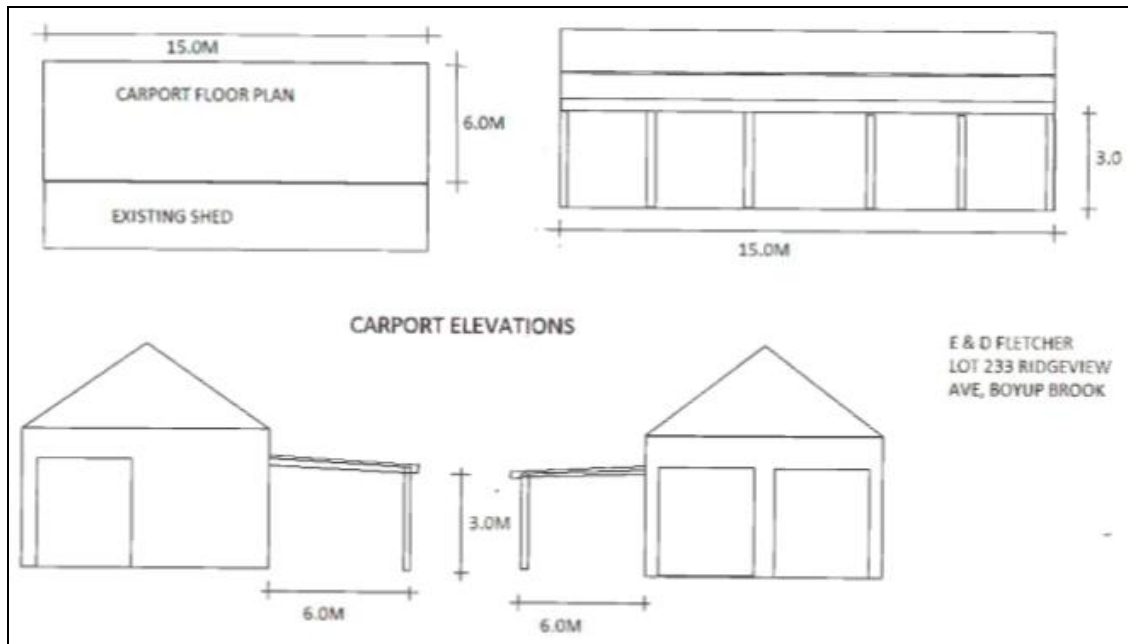 15.0M
CARPORT FLOOR PLAN
6.0M
EXISTING SHED
3.0
15.0M
CARPORT ELEVATIONS
E & D FLETCHER
LOT 233 RIDGEVIEW
AVE, BOYUP BROOK
3.0M
6.0M
6.0M